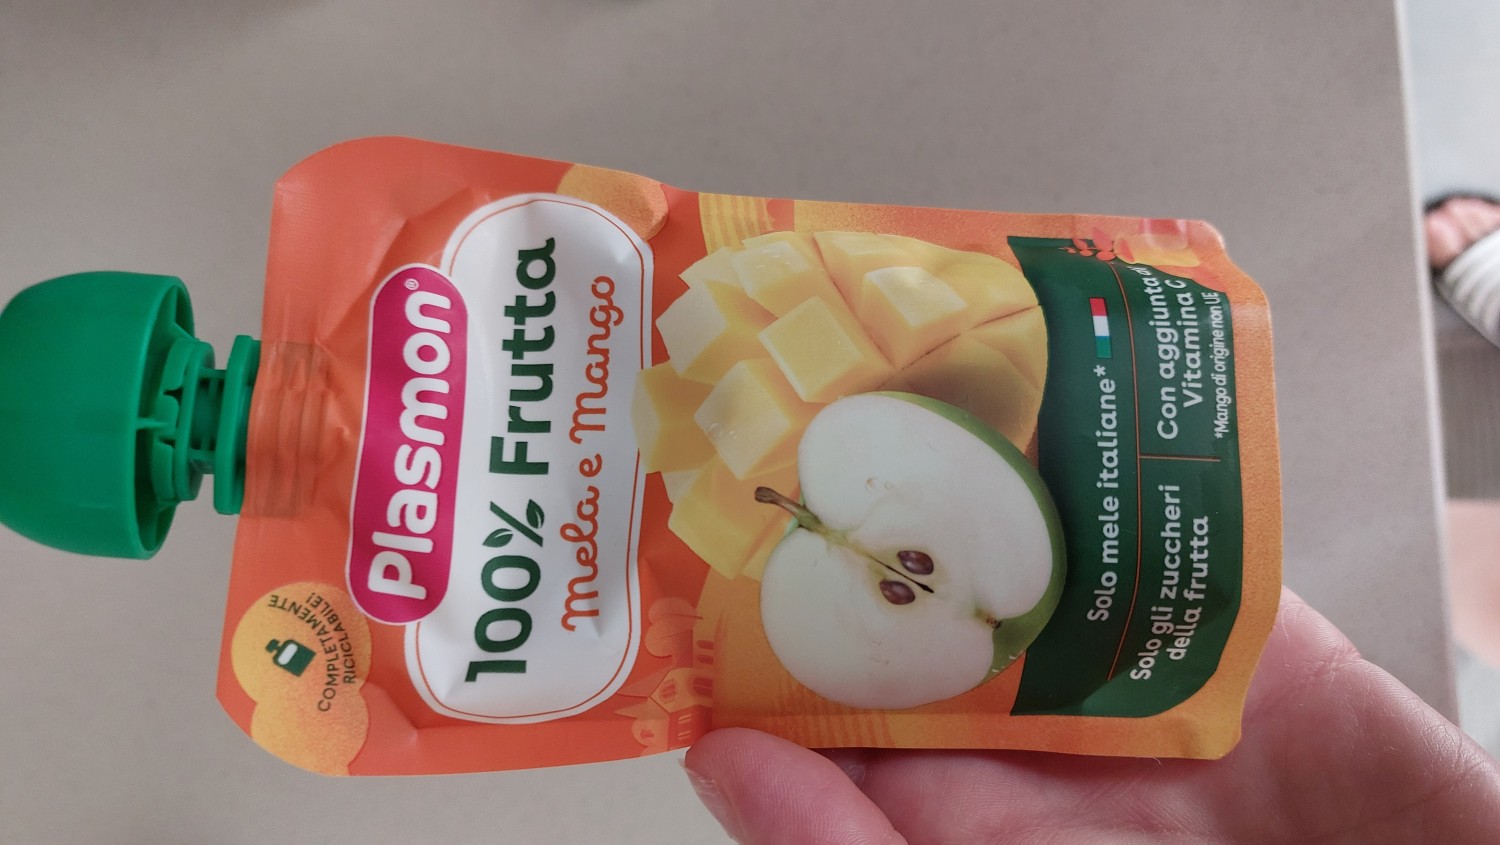 COMPLETAMENTE
RICICLABILE!
Plasmon®
100% Frutta
Mela e Mango
Solo mele italiane*
Solo gli zuccheri
della frutta
Con aggiunta di
Vitamina C
*Mango di origine non UE